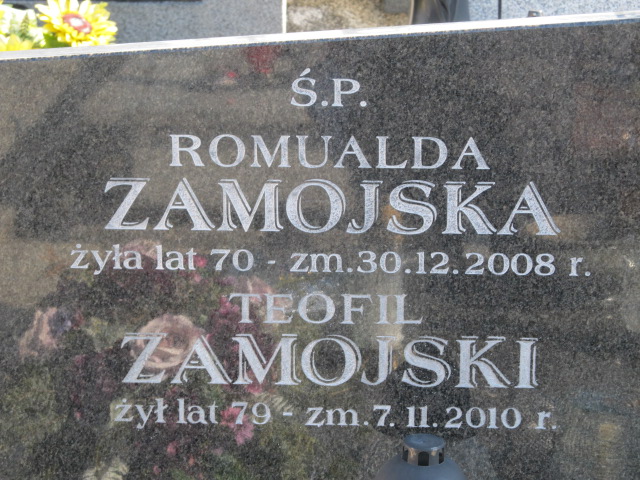 Ś.P.
ROMUALDA
ZAMOJSKA
żyła lat 70 - zm.30.12.2008 r.
TEOFIL
ZAMOJSKI
żył lat 79 - zm.7.11.2010 r.